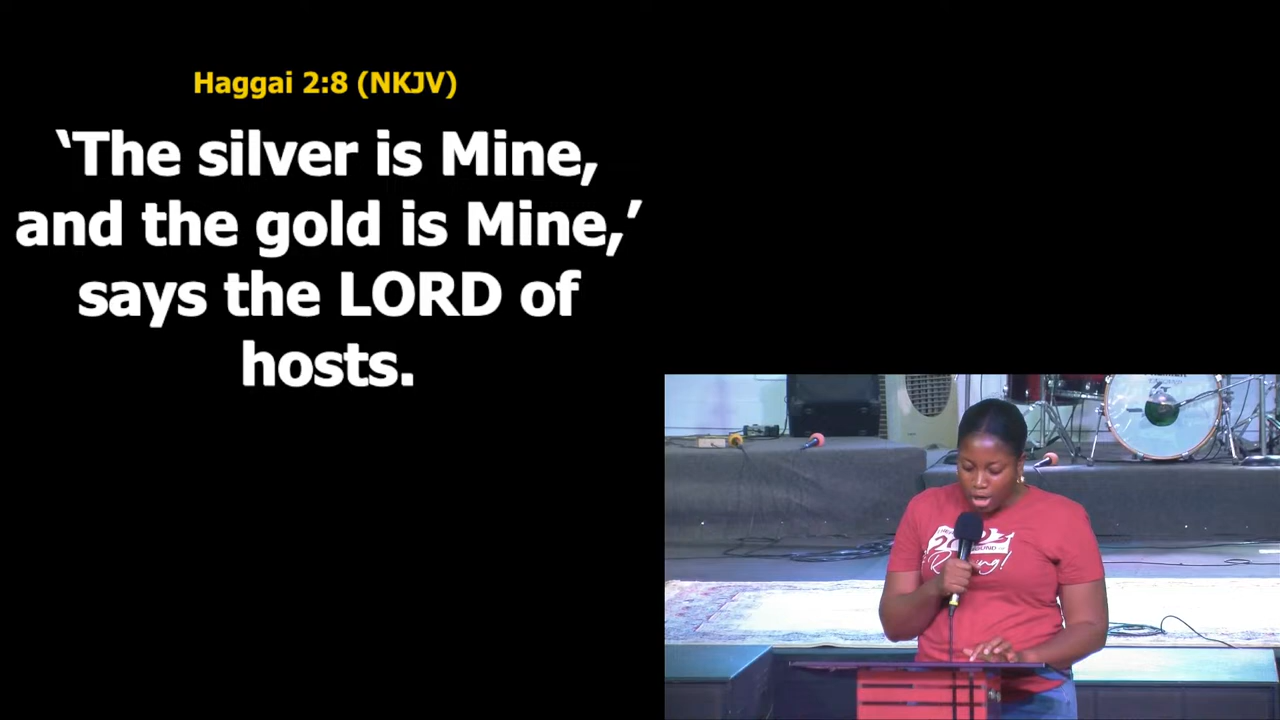 Haggai 2:8 (NKJV)
‘The silver is Mine,
and the gold is Mine,’
says the LORD of
hosts.